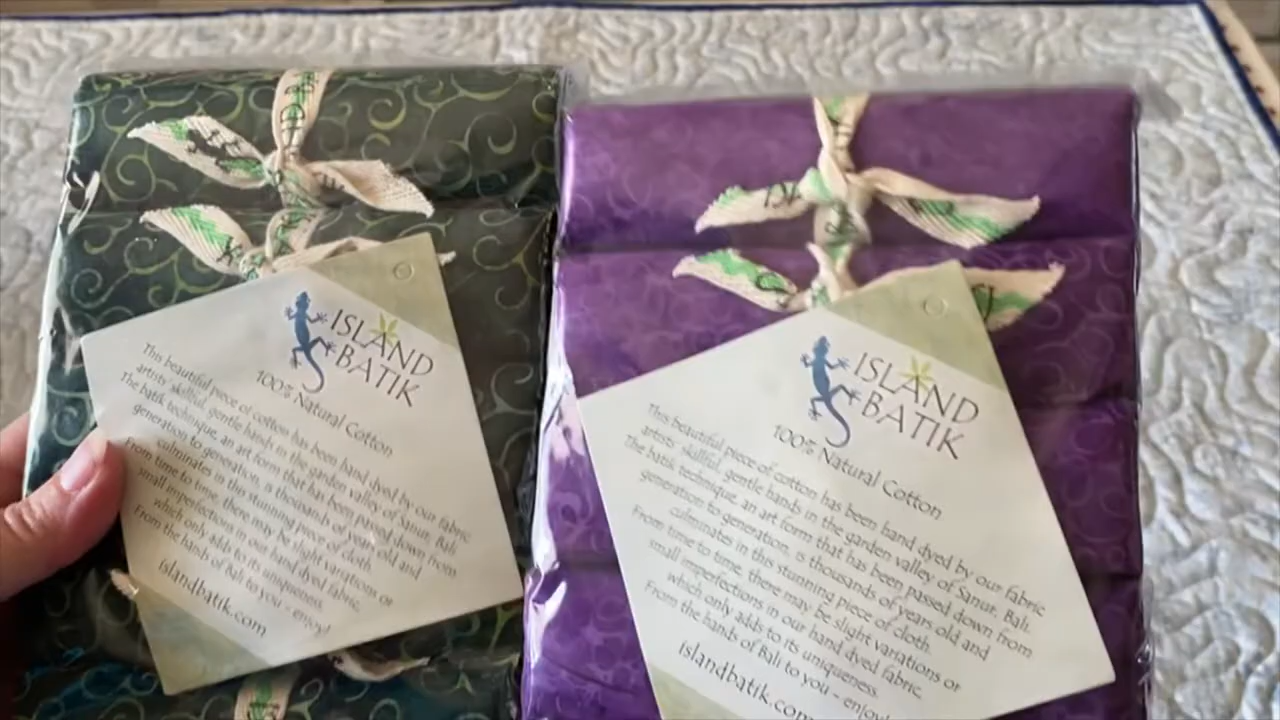 ISLAND
BATIK
100% Natural Cotton
This beautiful piece of cotton has been hand dyed by our fabric
artists' skillful, gentle hands in the garden valley of Sanur, Bali.
The batik technique, an art form that has been passed down from
generation to generation, is thousands of years old and
culminates in this stunning piece of cloth.
From time to time, there may be slight variations or
small imperfections in our hand dyed fabric,
which only adds to its uniqueness.
From the hands of Bali to you - enjoy!
islandbatik.com
ISLAND
BATIK
100% Natural Cotton
This beautiful piece of cotton has been hand dyed by our fabric
artists' skillful, gentle hands in the garden valley of Sanur, Bali.
The batik technique, an art form that has been passed down from
generation to generation, is thousands of years old and
culminates in this stunning piece of cloth.
From time to time, there may be slight variations or
small imperfections in our hand dyed fabric,
which only adds to its uniqueness.
From the hands of Bali to you - enjoy!
islandbatik.com